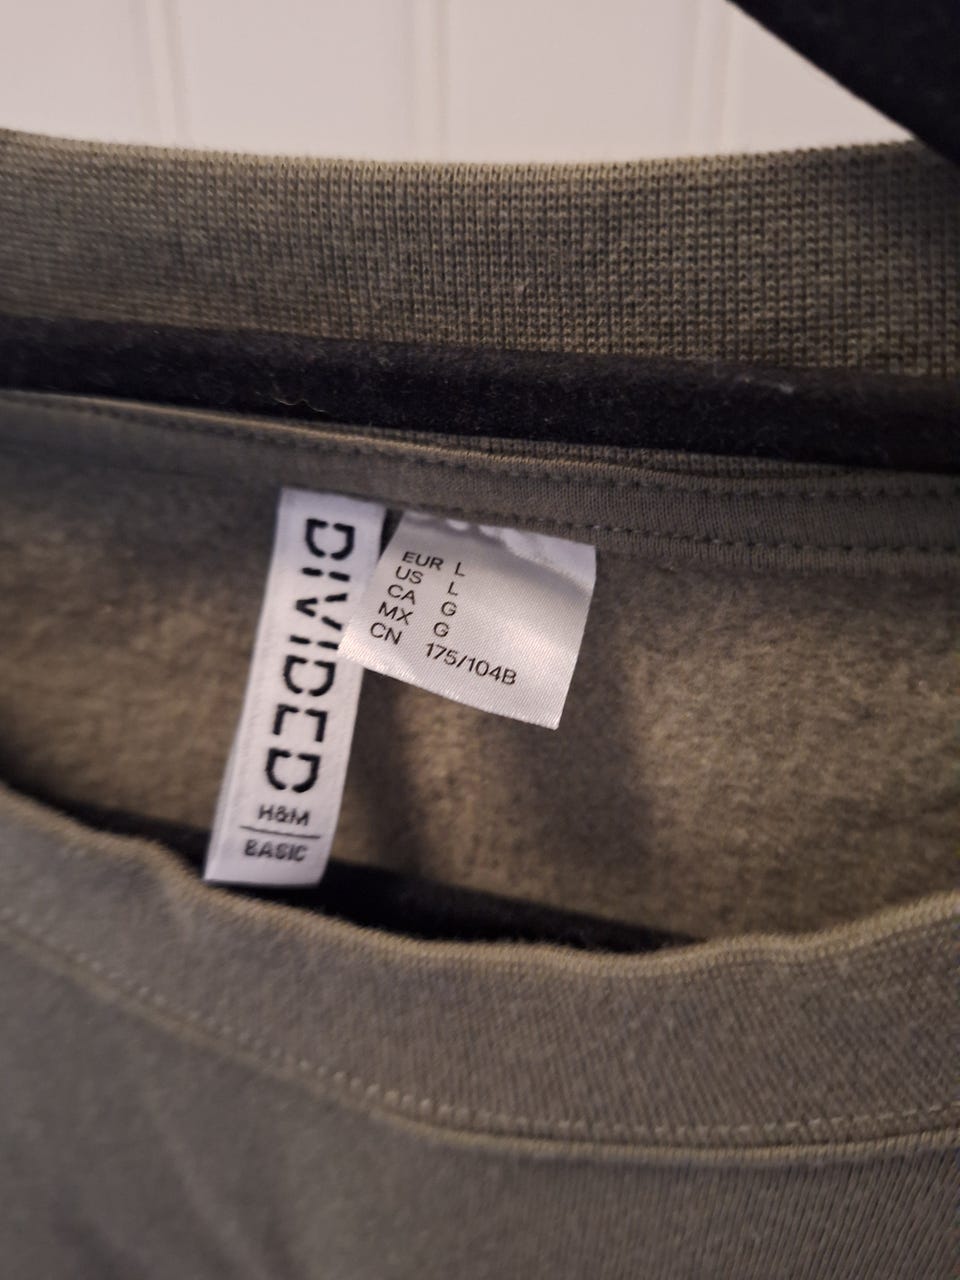 DIVIDED
H&M
BASIC
EUR L
US L
CA G
MX G
CN 175/104B